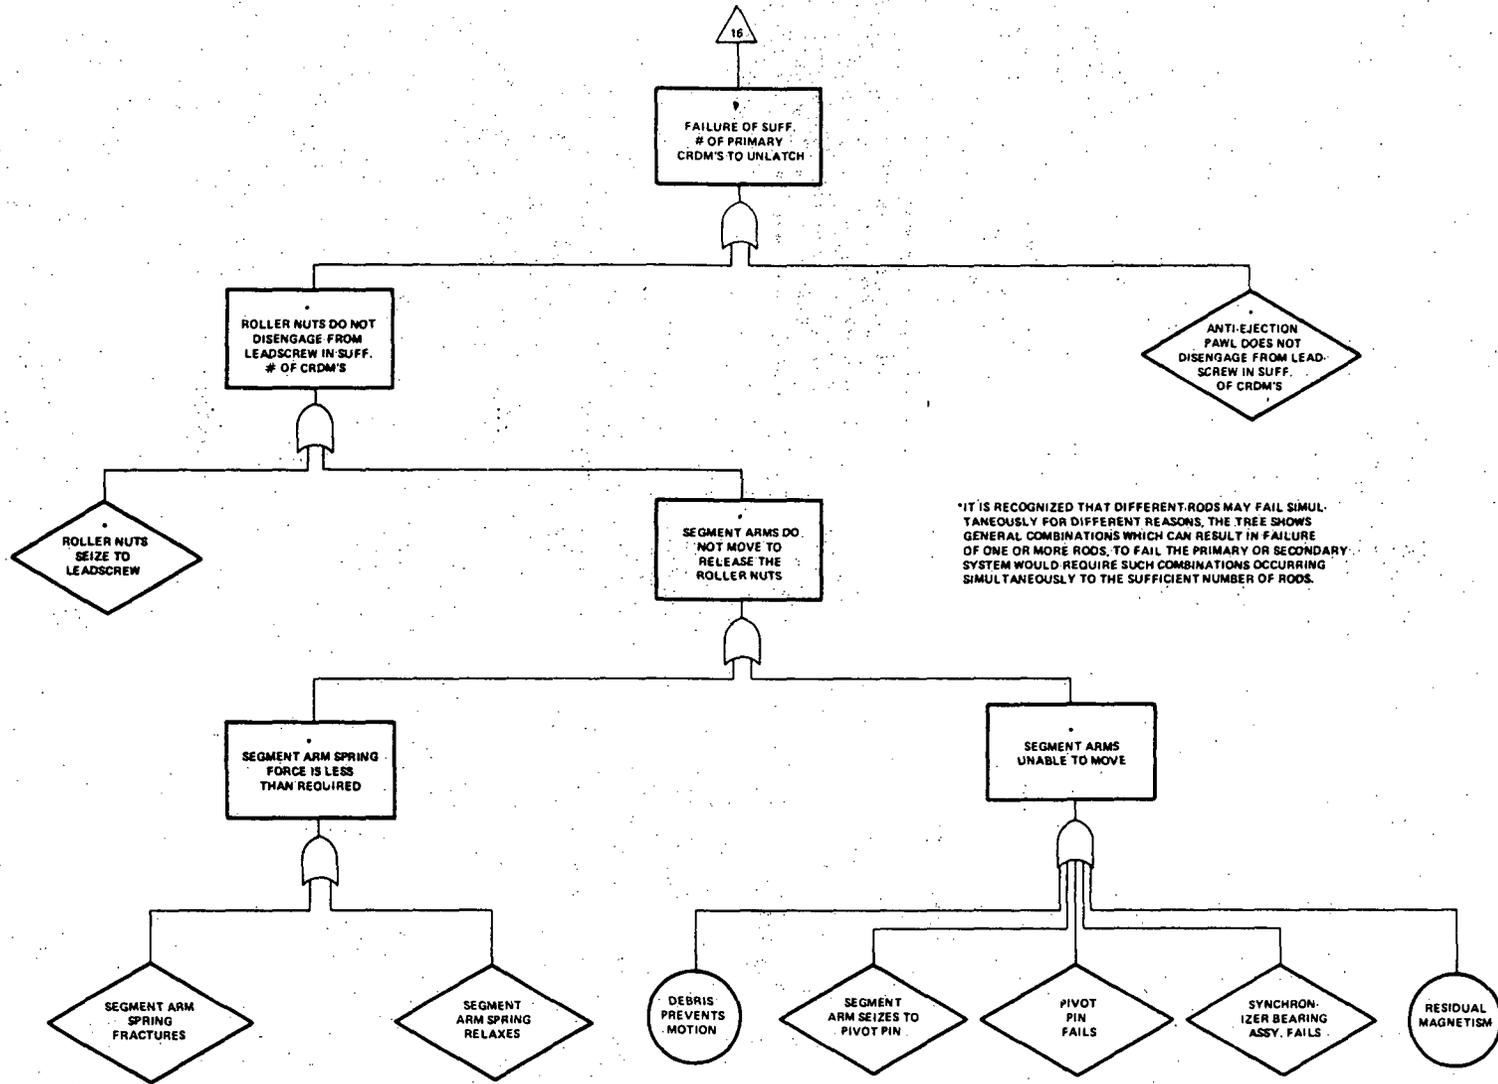 16
FAILURE OF SUFF.
# OF PRIMARY
CRDM'S TO UNLATCH
ROLLER NUTS DO NOT
DISENGAGE FROM
LEADSCREW IN SUFF.
# OF CRDM'S
ANTI-EJECTION
PAWL DOES NOT
DISENGAGE FROM LEAD-
SCREW IN SUFF.
OF CRDM'S
ROLLER NUTS
SEIZE TO
LEADSCREW
SEGMENT ARMS DO
NOT MOVE TO
RELEASE THE
ROLLER NUTS
*IT IS RECOGNIZED THAT DIFFERENT RODS MAY FAIL SIMUL-
TANEOUSLY FOR DIFFERENT REASONS, THE TREE SHOWS
GENERAL COMBINATIONS WHICH CAN RESULT IN FAILURE
OF ONE OR MORE RODS, TO FAIL THE PRIMARY OR SECONDARY
SYSTEM WOULD REQUIRE SUCH COMBINATIONS OCCURRING
SIMULTANEOUSLY TO THE SUFFICIENT NUMBER OF RODS.
SEGMENT ARM SPRING
FORCE IS LESS
THAN REQUIRED
SEGMENT ARMS
UNABLE TO MOVE
SEGMENT ARM
SPRING
FRACTURES
SEGMENT
ARM SPRING
RELAXES
DEBRIS
PREVENTS
MOTION
SEGMENT
ARM SEIZES TO
PIVOT PIN
PIVOT
PIN
FAILS
SYNCHRON-
IZER BEARING
ASSY. FAILS
RESIDUAL
MAGNETISM